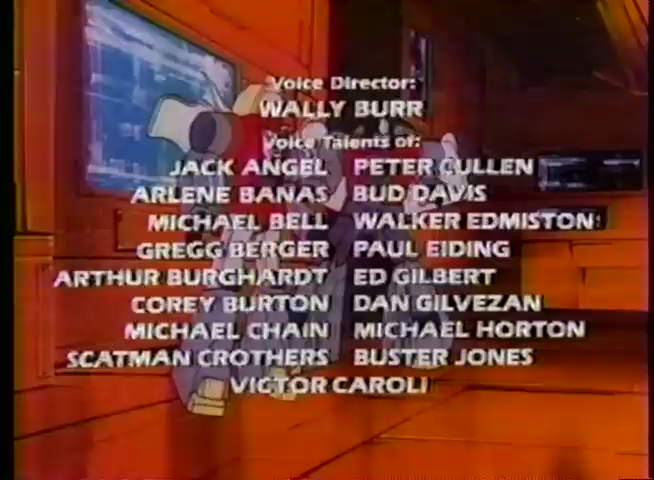 Voice Director:
WALLY BURR
Voice Talents of:
JACK ANGEL PETER CULLEN
ARLENE BANAS BUD DAVIS
MICHAEL BELL WALKER EDMISTON
GREGG BERGER PAUL EIDING
ARTHUR BURGHARDT ED GILBERT
COREY BURTON DAN GILVEZAN
MICHAEL CHAIN MICHAEL HORTON
SCATMAN CROTHERS BUSTER JONES
VICTOR CAROLI